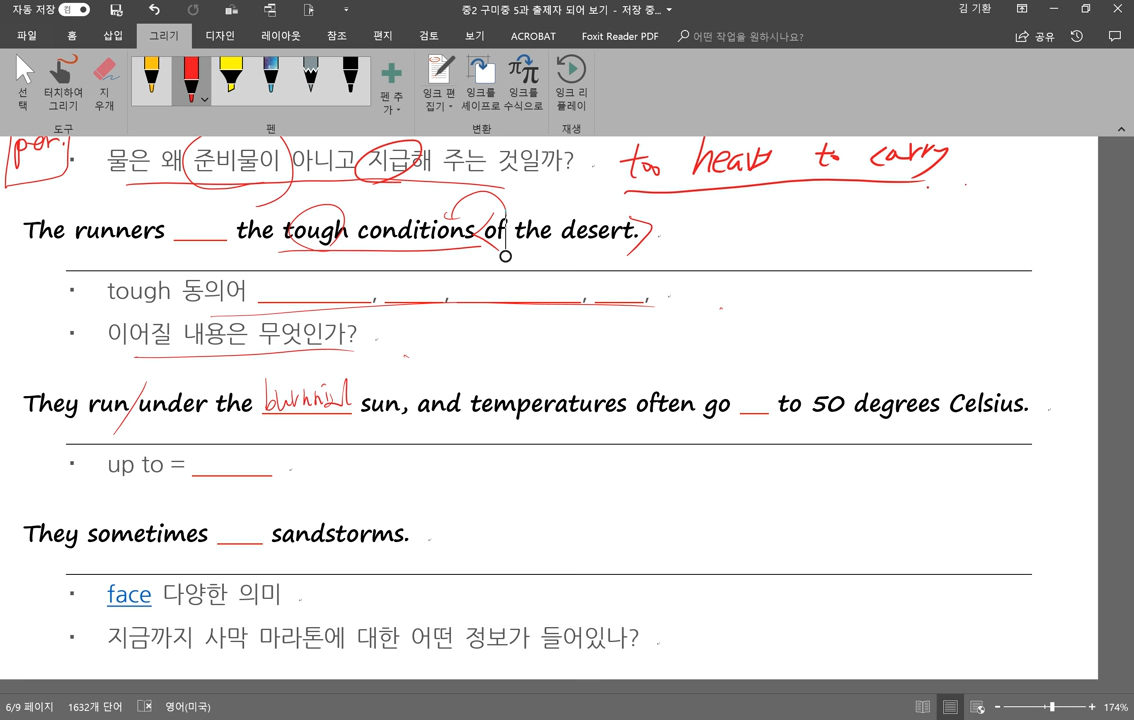 자동 저장 컴 중2 구미중 5과 출제자 되어 보기 - 저장 중... 김 기환
파일 홈 삽입 그리기 디자인 레이아웃 참조 편지 검토 보기 ACROBAT Foxit Reader PDF 어떤 작업을 원하시나요? 공유
선택 터치하여 그리기 지우개 펜 추가 잉크 편집기 잉크를 셰이프로 잉크를 수식으로 잉크 리플레이
도구 펜 변환 재생
per.
· 물은 왜 준비물이 아니고 지급해 주는 것일까? too heavy to carry
The runners ____ the tough conditions of the desert.
· tough 동의어 ________, ____, ________, ____,
· 이어질 내용은 무엇인가?
They run/under the sun, and temperatures often go __ to 50 degrees Celsius.
· up to = ______
They sometimes ____ sandstorms.
· face 다양한 의미
· 지금까지 사막 마라톤에 대한 어떤 정보가 들어있나?
6/9 페이지 1632개 단어 영어(미국) 174%